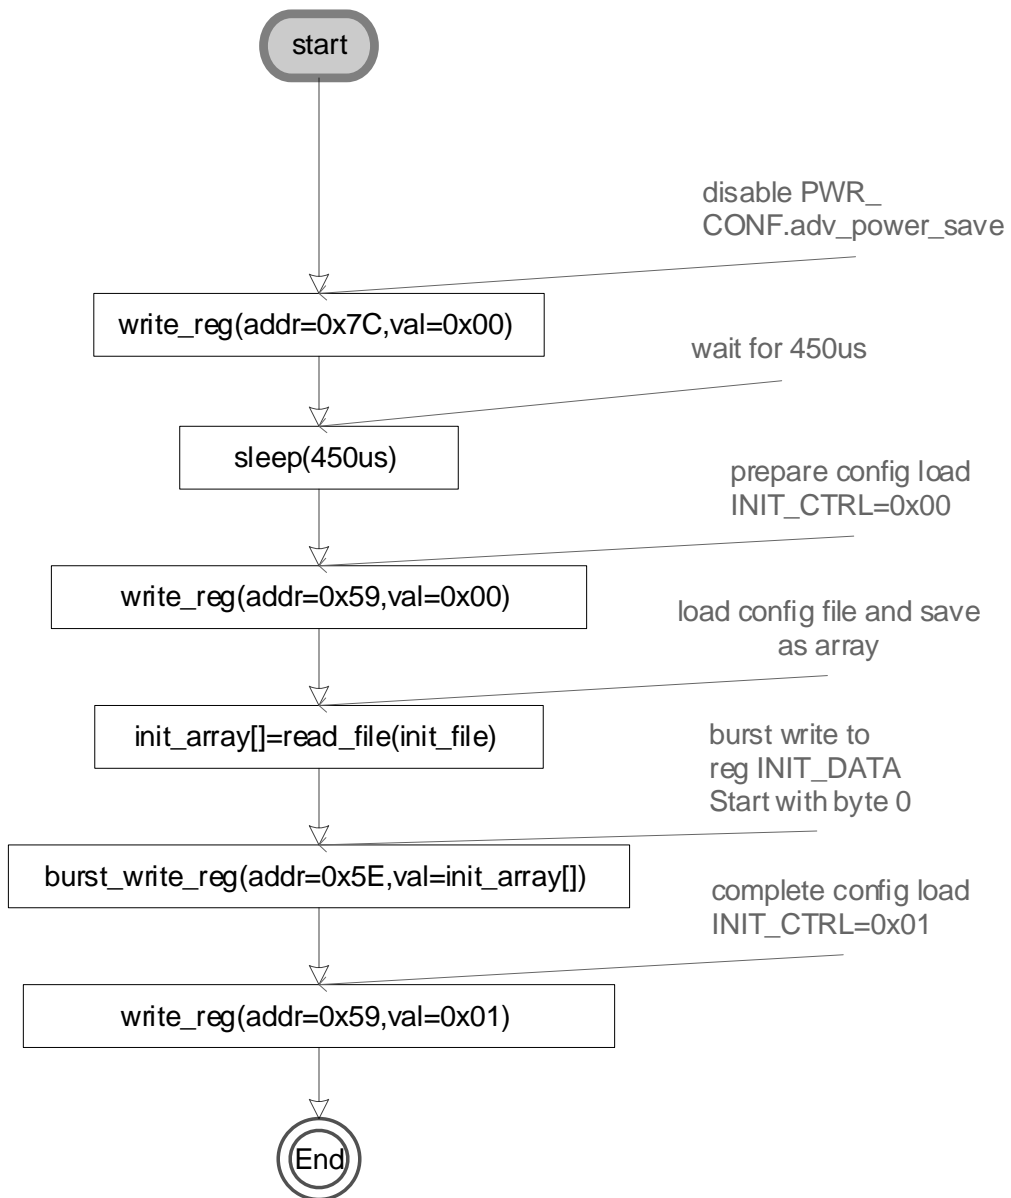 start
disable PWR_
CONF.adv_power_save
write_reg(addr=0x7C,val=0x00)
wait for 450us
sleep(450us)
prepare config load
INIT_CTRL=0x00
write_reg(addr=0x59,val=0x00)
load config file and save
as array
init_array[]=read_file(init_file)
burst write to
reg INIT_DATA
Start with byte 0
burst_write_reg(addr=0x5E,val=init_array[])
complete config load
INIT_CTRL=0x01
write_reg(addr=0x59,val=0x01)
End